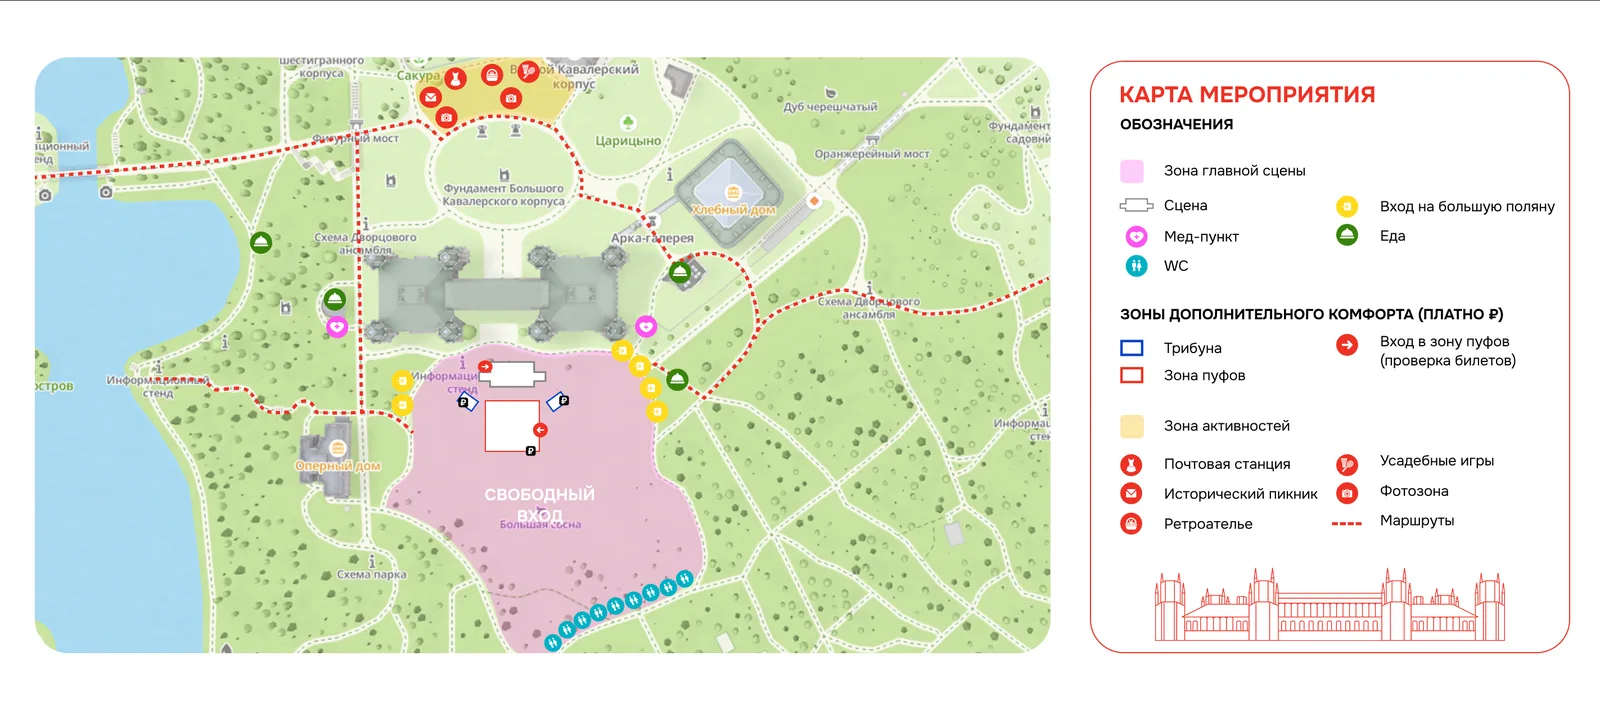 шестигранного
корпуса
Сакура
Второй Кавалерский
корпус
Дуб черешчатый
Фигурный мост
Царицыно
Оранжерейный мост
Фундамент
садовни
ационный
енд
Фундамент Большого
Кавалерского корпуса
Хлебный дом
Схема Дворцового
ансамбля
Арка-галерея
Схема Дворцового
ансамбля
Информационный
стенд
Информаци
стенд
остров
Информац
стен
Оперный дом
СВОБОДНЫЙ
ВХОД
Большая сосна
Схема парка
КАРТА МЕРОПРИЯТИЯ
ОБОЗНАЧЕНИЯ
Зона главной сцены
Сцена
Вход на большую поляну
Мед-пункт
Еда
WC
ЗОНЫ ДОПОЛНИТЕЛЬНОГО КОМФОРТА (ПЛАТНО ₽)
Трибуна
Вход в зону пуфов
(проверка билетов)
Зона пуфов
Зона активностей
Почтовая станция
Усадебные игры
Исторический пикник
Фотозона
Ретроателье
Маршруты